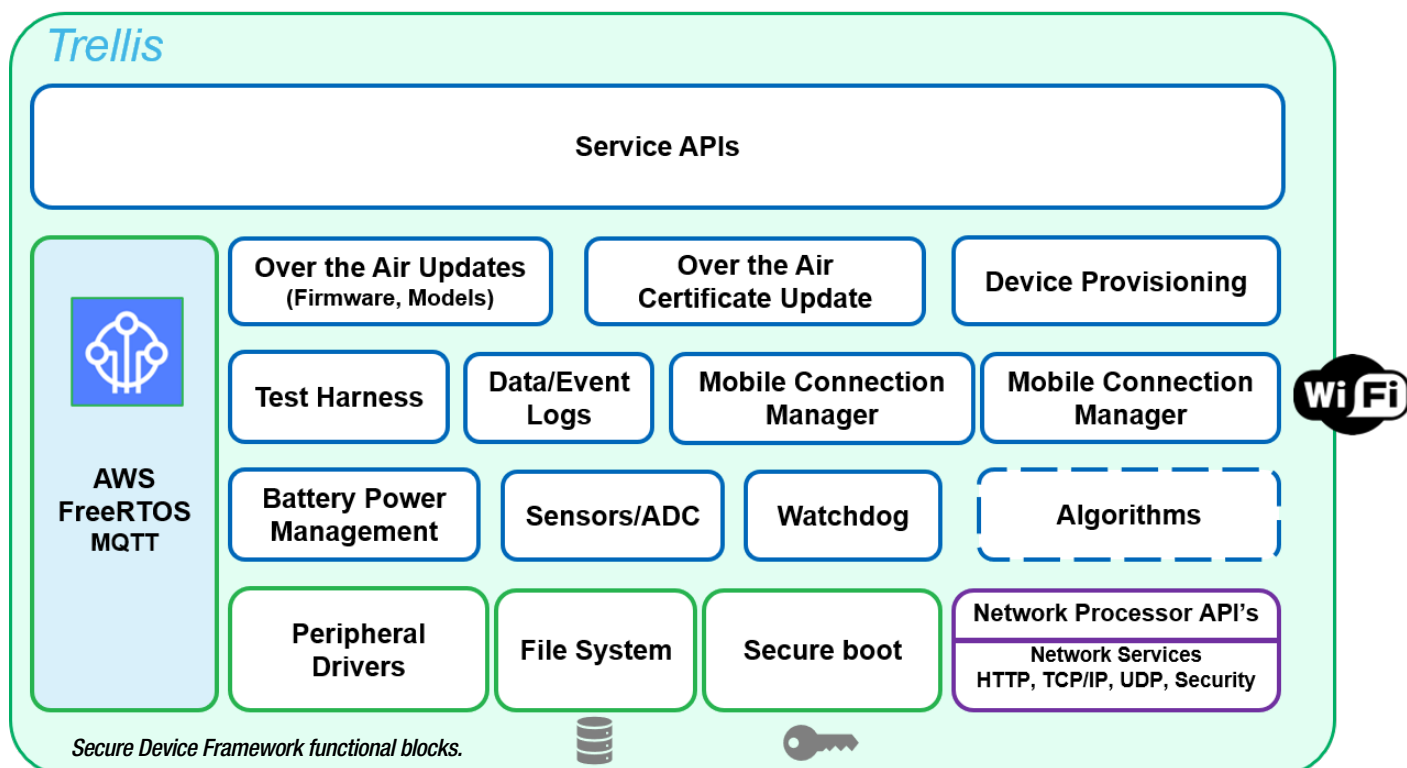 Trellis
Service APIs
Over the Air Updates
(Firmware, Models)
Over the Air
Certificate Update
Device Provisioning
Test Harness
Data/Event
Logs
Mobile Connection
Manager
Mobile Connection
Manager
WiFi
AWS
FreeRTOS
MQTT
Battery Power
Management
Sensors/ADC
Watchdog
Algorithms
Peripheral
Drivers
File System
Secure boot
Network Processor API's
Network Services
HTTP, TCP/IP, UDP, Security
Secure Device Framework functional blocks.